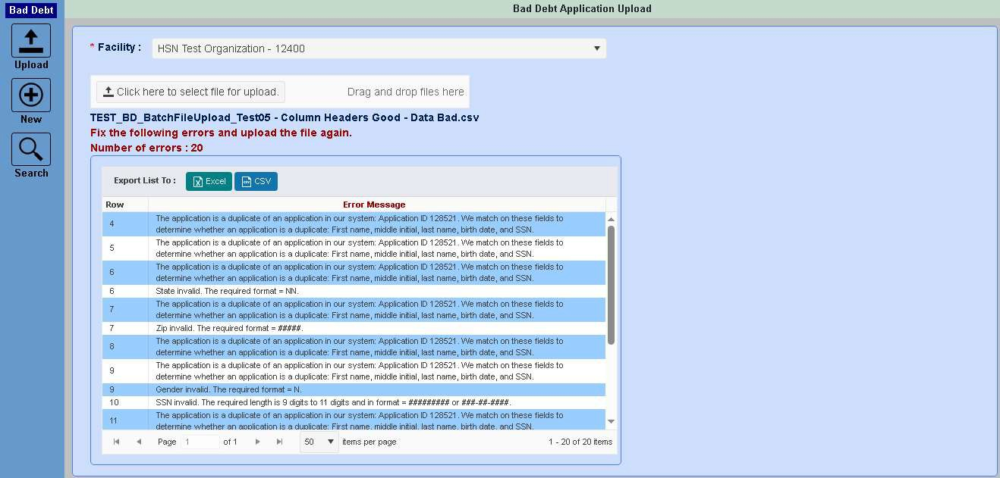 Bad Debt
Bad Debt Application Upload
Upload
New
Search
* Facility :
HSN Test Organization - 12400
Click here to select file for upload.
Drag and drop files here
TEST_BD_BatchFileUpload_Test05 - Column Headers Good - Data Bad.csv
Fix the following errors and upload the file again.
Number of errors : 20
Export List To :
Excel
CSV
Row
Error Message
4
The application is a duplicate of an application in our system: Application ID 128521. We match on these fields to
determine whether an application is a duplicate: First name, middle initial, last name, birth date, and SSN.
5
The application is a duplicate of an application in our system: Application ID 128521. We match on these fields to
determine whether an application is a duplicate: First name, middle initial, last name, birth date, and SSN.
6
The application is a duplicate of an application in our system: Application ID 128521. We match on these fields to
determine whether an application is a duplicate: First name, middle initial, last name, birth date, and SSN.
6
State invalid. The required format = NN.
7
The application is a duplicate of an application in our system: Application ID 128521. We match on these fields to
determine whether an application is a duplicate: First name, middle initial, last name, birth date, and SSN.
7
Zip invalid. The required format = #####.
8
The application is a duplicate of an application in our system: Application ID 128521. We match on these fields to
determine whether an application is a duplicate: First name, middle initial, last name, birth date, and SSN.
9
The application is a duplicate of an application in our system: Application ID 128521. We match on these fields to
determine whether an application is a duplicate: First name, middle initial, last name, birth date, and SSN.
9
Gender invalid. The required format = N.
10
SSN invalid. The required length is 9 digits to 11 digits and in format = ######### or ###-##-####.
11
The application is a duplicate of an application in our system: Application ID 128521. We match on these fields to
determine whether an application is a duplicate: First name, middle initial, last name, birth date, and SSN.
Page 1 of 1
50
items per page
1 - 20 of 20 items